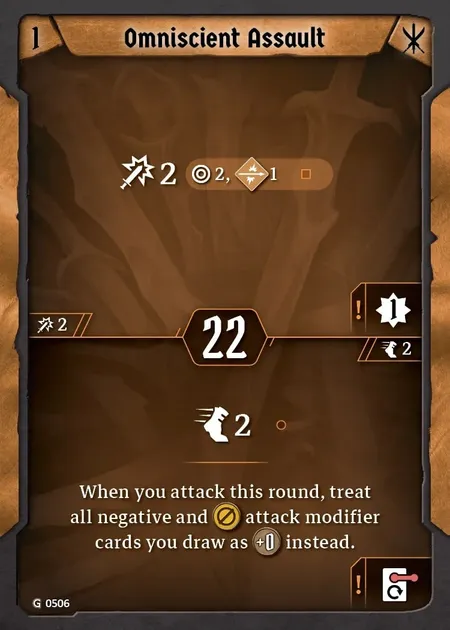 1 Omniscient Assault
2 2, 1
1
2 22
2
2
When you attack this round, treat
all negative and attack modifier
cards you draw as +0 instead.
G 0506